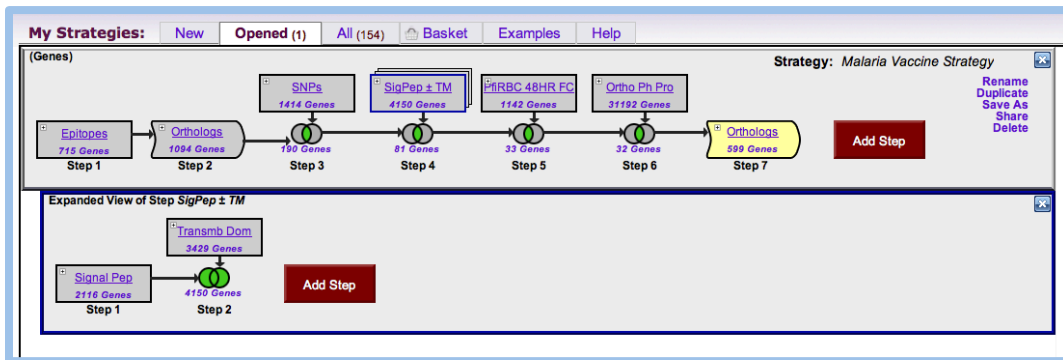 My Strategies: New Opened (1) All (154) Basket Examples Help
(Genes)
Strategy: Malaria Vaccine Strategy
Rename
Duplicate
Save As
Share
Delete
SNPs
1414 Genes
SigPep ± TM
4150 Genes
PfiRBC 48HR FC
1142 Genes
Ortho Ph Pro
31192 Genes
Epitopes
715 Genes
Step 1
Orthologs
1094 Genes
Step 2
190 Genes
Step 3
81 Genes
Step 4
33 Genes
Step 5
32 Genes
Step 6
Orthologs
599 Genes
Step 7
Add Step
Expanded View of Step SigPep ± TM
Transmb Dom
3429 Genes
Signal Pep
2116 Genes
Step 1
4150 Genes
Step 2
Add Step